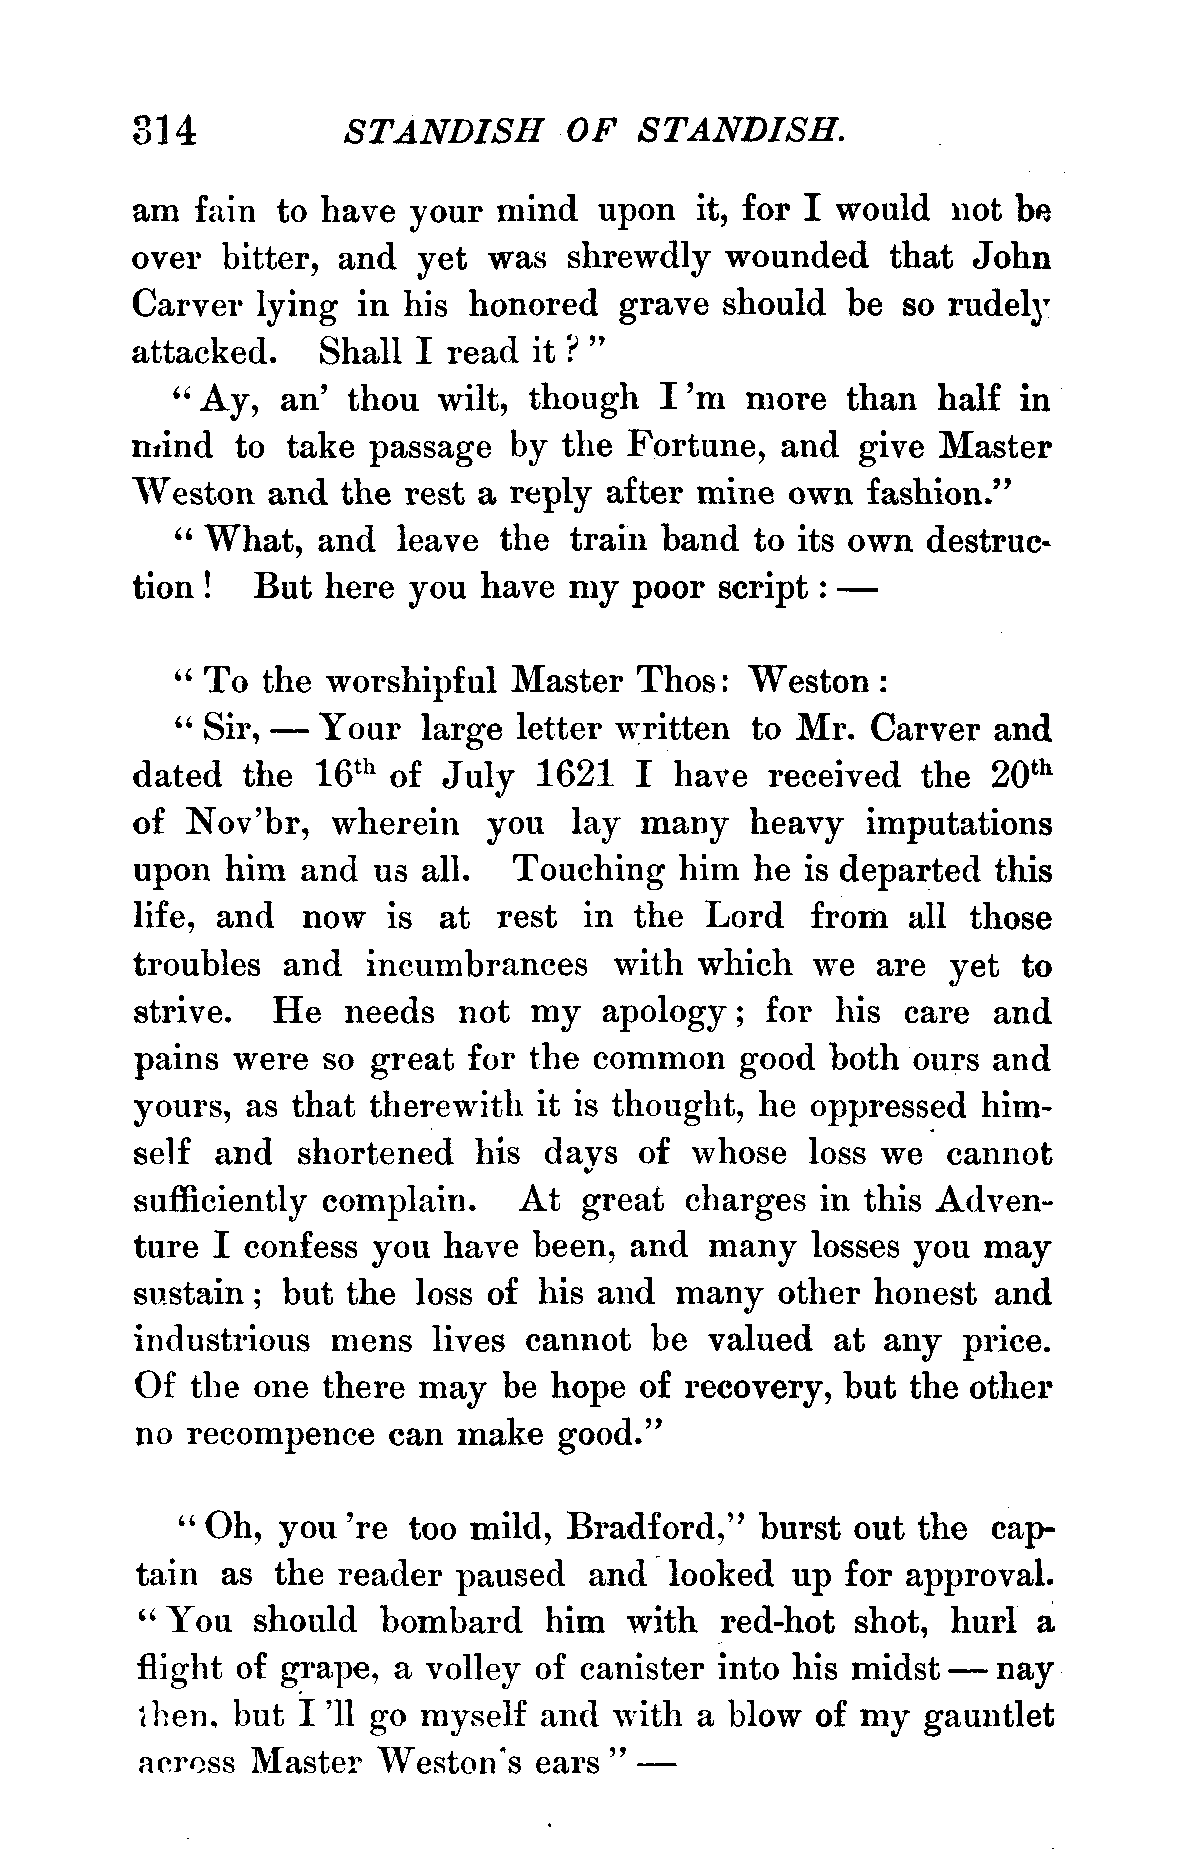 314 STANDISH OF STANDISH.
am fain to have your mind upon it, for I would not be
over bitter, and yet was shrewdly wounded that John
Carver lying in his honored grave should be so rudely
attacked. Shall I read it?"
"Ay, an' thou wilt, though I'm more than half in
mind to take passage by the Fortune, and give Master
Weston and the rest a reply after mine own fashion."
"What, and leave the train band to its own destruc-
tion! But here you have my poor script: —
"To the worshipful Master Thos: Weston:
"Sir, — Your large letter written to Mr. Carver and
dated the 16th of July 1621 I have received the 20th
of Nov'br, wherein you lay many heavy imputations
upon him and us all. Touching him he is departed this
life, and now is at rest in the Lord from all those
troubles and incumbrances with which we are yet to
strive. He needs not my apology; for his care and
pains were so great for the common good both ours and
yours, as that therewith it is thought, he oppressed him-
self and shortened his days of whose loss we cannot
sufficiently complain. At great charges in this Adven-
ture I confess you have been, and many losses you may
sustain; but the loss of his and many other honest and
industrious mens lives cannot be valued at any price.
Of the one there may be hope of recovery, but the other
no recompence can make good."
"Oh, you're too mild, Bradford," burst out the cap-
tain as the reader paused and looked up for approval.
"You should bombard him with red-hot shot, hurl a
flight of grape, a volley of canister into his midst — nay
then, but I'll go myself and with a blow of my gauntlet
across Master Weston's ears" —